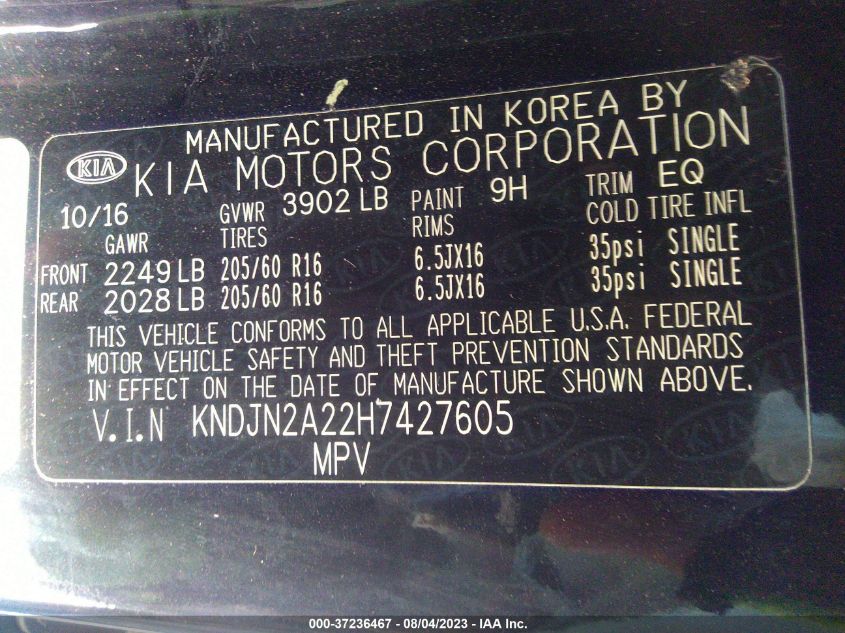 MANUFACTURED IN KOREA BY
KIA KIA MOTORS CORPORATION
10/16 GVWR 3902 LB PAINT 9H TRIM EQ
GAWR TIRES RIMS COLD TIRE INFL
FRONT 2249 LB 205/60 R16 6.5JX16 35psi SINGLE
REAR 2028 LB 205/60 R16 6.5JX16 35psi SINGLE
THIS VEHICLE CONFORMS TO ALL APPLICABLE U.S.A. FEDERAL
MOTOR VEHICLE SAFETY AND THEFT PREVENTION STANDARDS
IN EFFECT ON THE DATE OF MANUFACTURE SHOWN ABOVE.
V.I.N KNDJN2A22H7427605
MPV
000-37236467 - 08/04/2023 - IAA Inc.